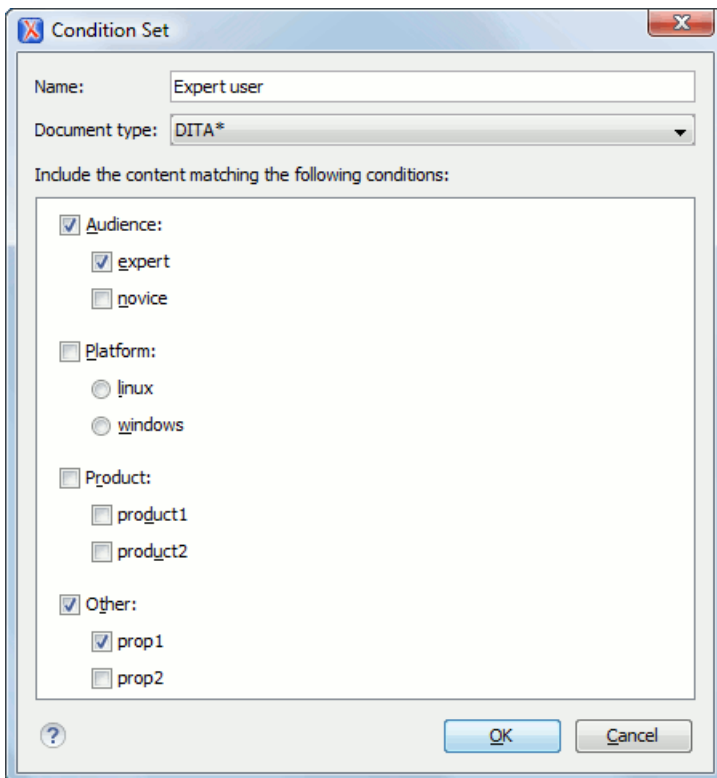 Condition Set
Name: Expert user
Document type: DITA*
Include the content matching the following conditions:
Audience:
expert
novice
Platform:
linux
windows
Product:
product1
product2
Other:
prop1
prop2
? OK Cancel